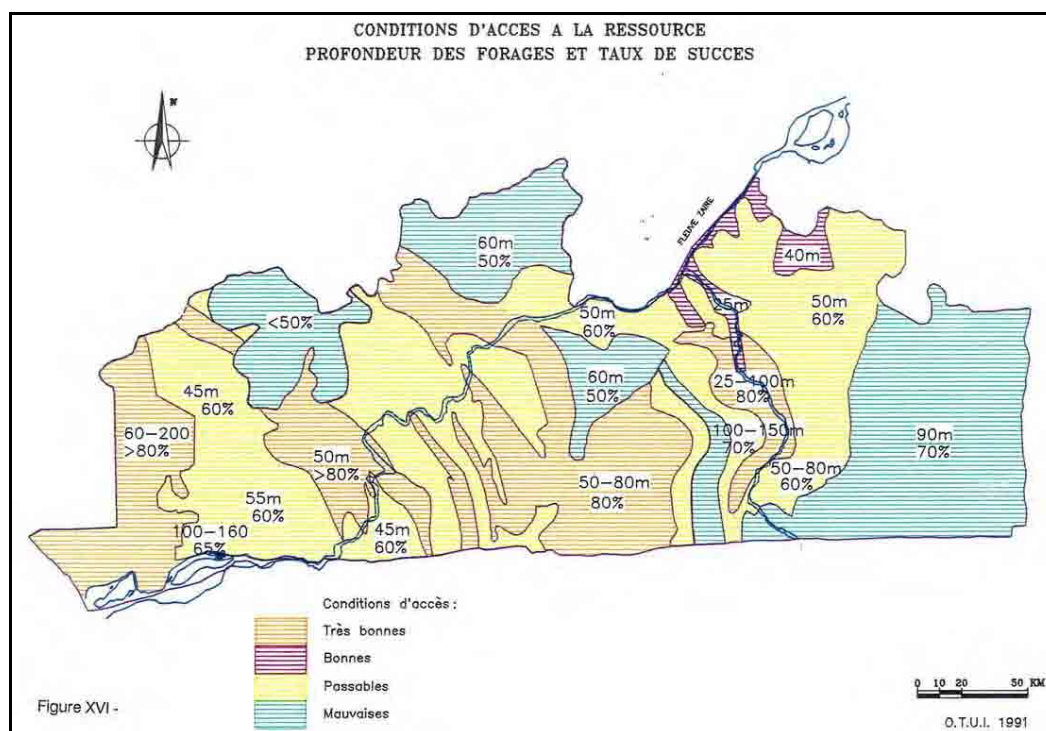 CONDITIONS D'ACCES A LA RESSOURCE
PROFONDEUR DES FORAGES ET TAUX DE SUCCES
N
FLEUVE ZAIRE
60m
50%
40m
<50%
50m
60%
25m
50m
60%
45m
60%
60m
50%
25-100m
80%
60-200
>80%
50m
>80%
100-150m
70%
90m
70%
50-80m
80%
50-80m
60%
55m
60%
45m
60%
100-160
65%
Conditions d'accès :
Très bonnes
Bonnes
Passables
Mauvaises
0 10 20 50 KM
Figure XVI -
O.T.U.I. 1991